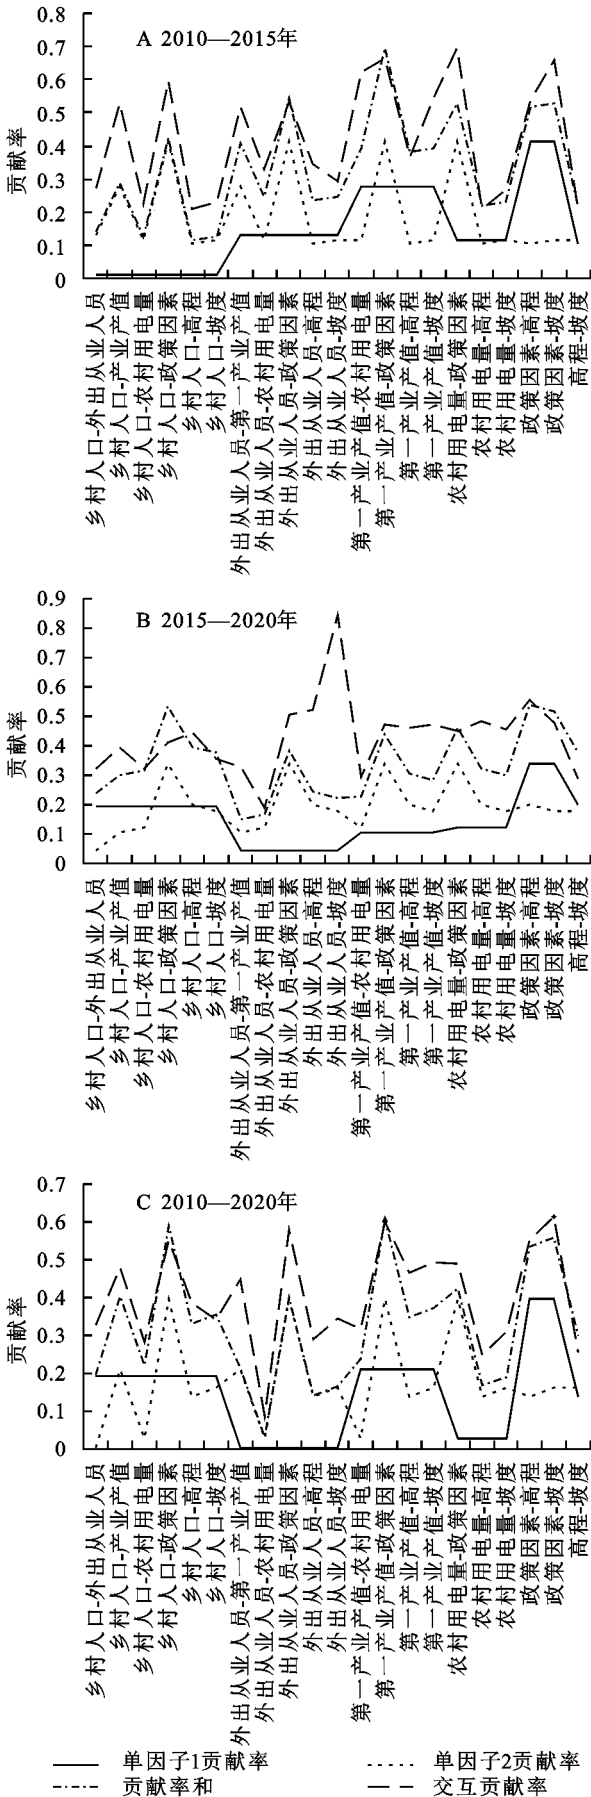 A 2010—2015年
贡献率
0.8
0.7
0.6
0.5
0.4
0.3
0.2
0.1
0
乡村人口-外出从业人员
乡村人口-产业产值
乡村人口-农村用电量
乡村人口-政策因素
乡村人口-高程
乡村人口-坡度
外出从业人员-第一产业产值
外出从业人员-农村用电量
外出从业人员-政策因素
外出从业人员-高程
外出从业人员-坡度
第一产业产值-农村用电量
第一产业产值-政策因素
第一产业产值-高程
第一产业产值-坡度
农村用电量-政策因素
农村用电量-高程
农村用电量-坡度
政策因素-高程
政策因素-坡度
高程-坡度
B 2015—2020年
贡献率
0.9
0.8
0.7
0.6
0.5
0.4
0.3
0.2
0.1
0
乡村人口-外出从业人员
乡村人口-产业产值
乡村人口-农村用电量
乡村人口-政策因素
乡村人口-高程
乡村人口-坡度
外出从业人员-第一产业产值
外出从业人员-农村用电量
外出从业人员-政策因素
外出从业人员-高程
外出从业人员-坡度
第一产业产值-农村用电量
第一产业产值-政策因素
第一产业产值-高程
第一产业产值-坡度
农村用电量-政策因素
农村用电量-高程
农村用电量-坡度
政策因素-高程
政策因素-坡度
高程-坡度
C 2010—2020年
贡献率
0.7
0.6
0.5
0.4
0.3
0.2
0.1
0
乡村人口-外出从业人员
乡村人口-产业产值
乡村人口-农村用电量
乡村人口-政策因素
乡村人口-高程
乡村人口-坡度
外出从业人员-第一产业产值
外出从业人员-农村用电量
外出从业人员-政策因素
外出从业人员-高程
外出从业人员-坡度
第一产业产值-农村用电量
第一产业产值-政策因素
第一产业产值-高程
第一产业产值-坡度
农村用电量-政策因素
农村用电量-高程
农村用电量-坡度
政策因素-高程
政策因素-坡度
高程-坡度
单因子1贡献率
单因子2贡献率
贡献率和
交互贡献率